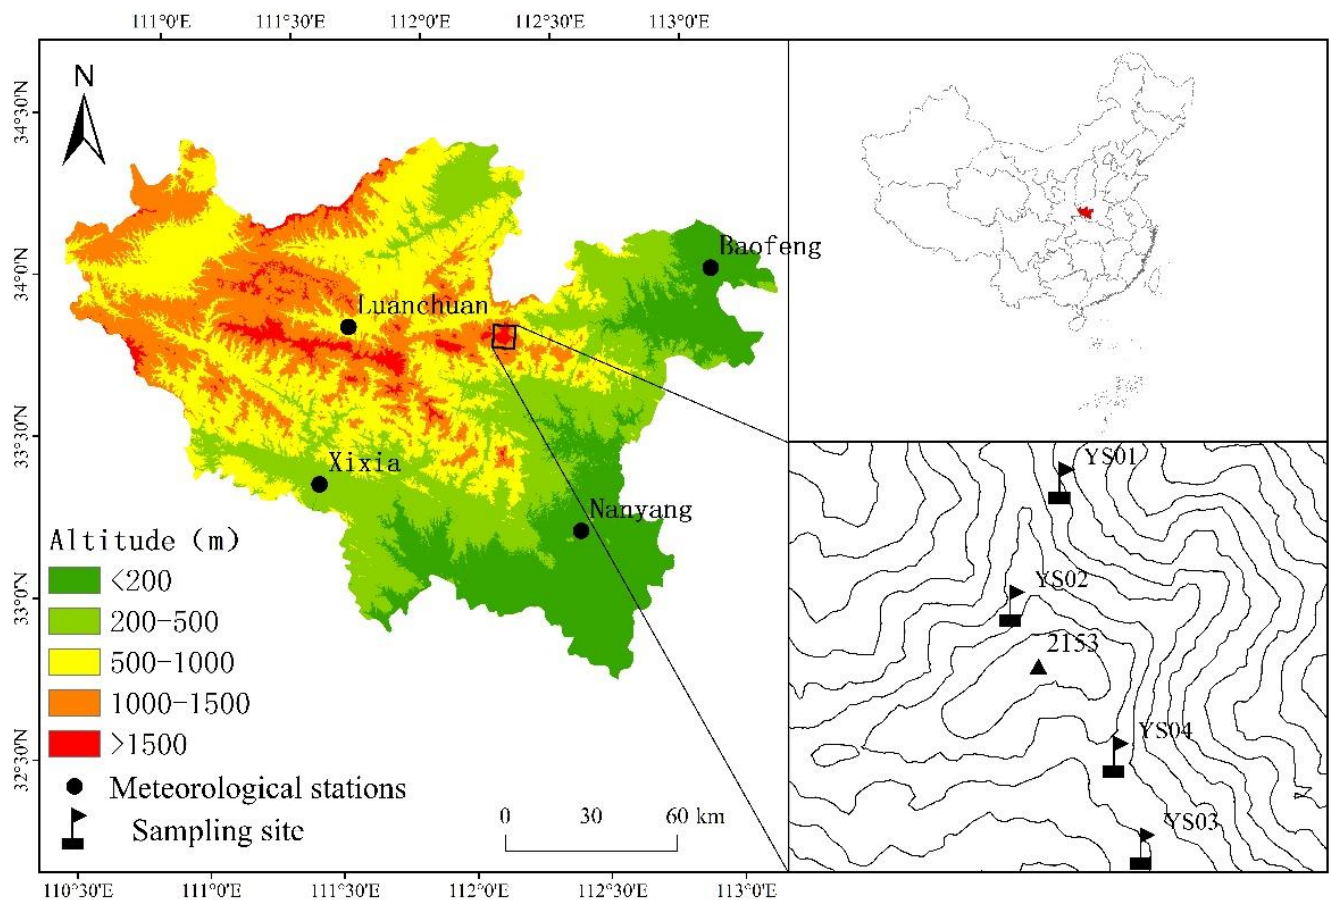 111°0'E 111°30'E 112°0'E 112°30'E 113°0'E
N
34°30'N
34°0'N
33°30'N
33°0'N
32°30'N
Baofeng
Luanchuan
Xixia
Nanyang
Altitude (m)
<200
200-500
500-1000
1000-1500
>1500
Meteorological stations
Sampling site
0 30 60 km
110°30'E 111°0'E 111°30'E 112°0'E 112°30'E 113°0'E
YS01
YS02
2153
YS04
YS03